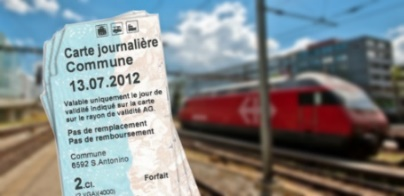 Carte journalière
Commune
13.07.2012
Valable uniquement le jour de
validité indiqué sur la carte
sur le rayon de validité AG.
Pas de remplacement
Pas de remboursement
Commune
6592 S.Antonino
2.cl. Forfait